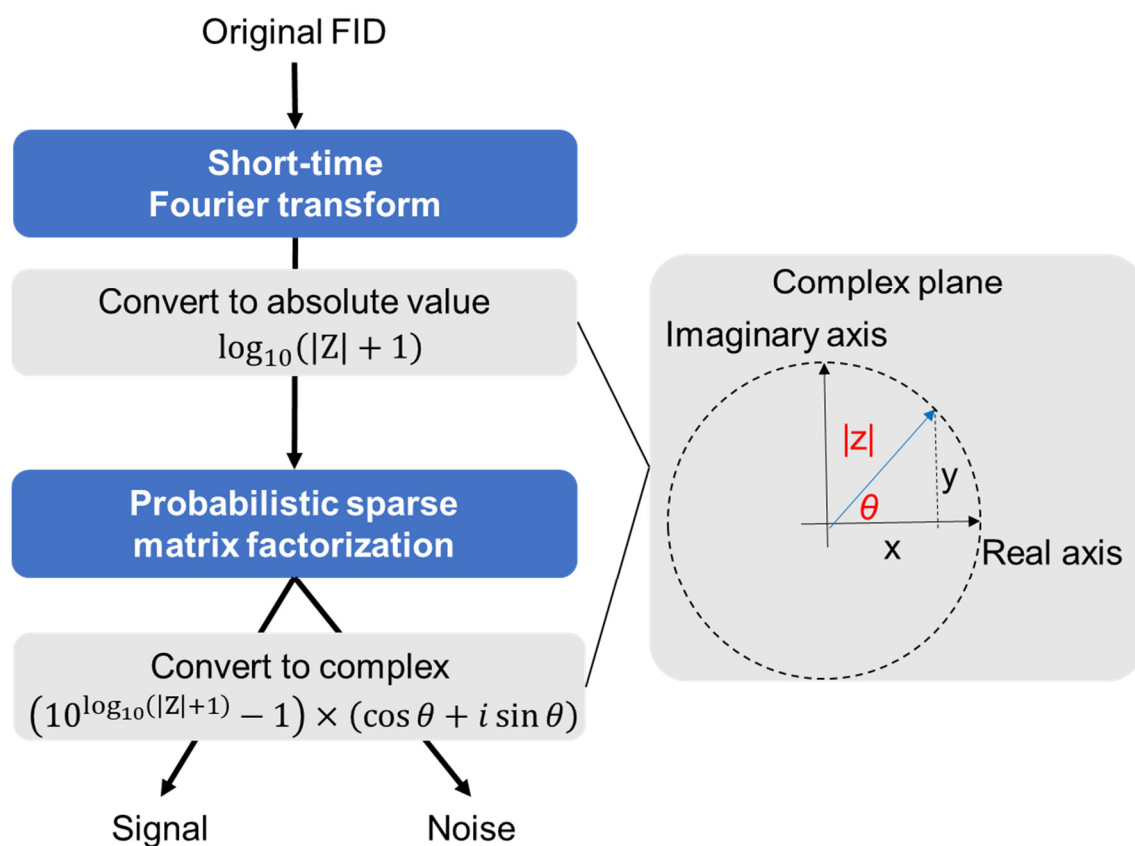 Original FID
Short-time
Fourier transform
Convert to absolute value
log₁₀(|Z| + 1)
Probabilistic sparse
matrix factorization
Convert to complex
(10^log₁₀(|Z|+1) − 1) × (cos θ + i sin θ)
Signal
Noise
Complex plane
Imaginary axis
|z|
θ
y
x
Real axis